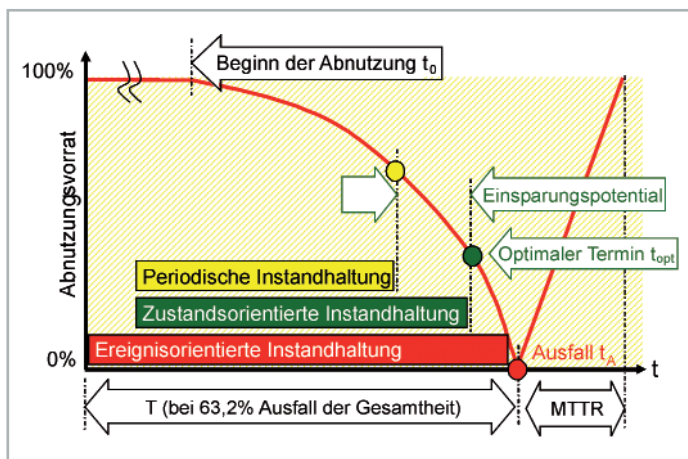 100%
Beginn der Abnutzung t0
Abnutzungsvorrat
Einsparungspotential
Optimaler Termin topt
Periodische Instandhaltung
Zustandsorientierte Instandhaltung
Ereignisorientierte Instandhaltung
0%
Ausfall tA
t
T (bei 63,2% Ausfall der Gesamtheit)
MTTR